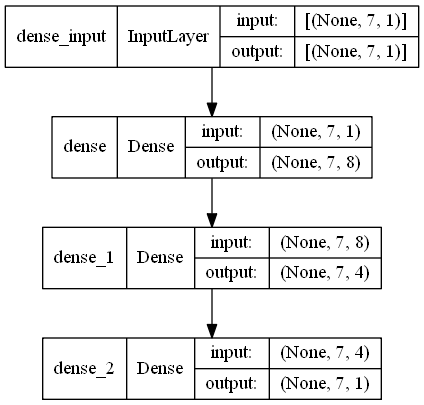 dense_input InputLayer input: [(None, 7, 1)]
output: [(None, 7, 1)]
dense Dense input: (None, 7, 1)
output: (None, 7, 8)
dense_1 Dense input: (None, 7, 8)
output: (None, 7, 4)
dense_2 Dense input: (None, 7, 4)
output: (None, 7, 1)